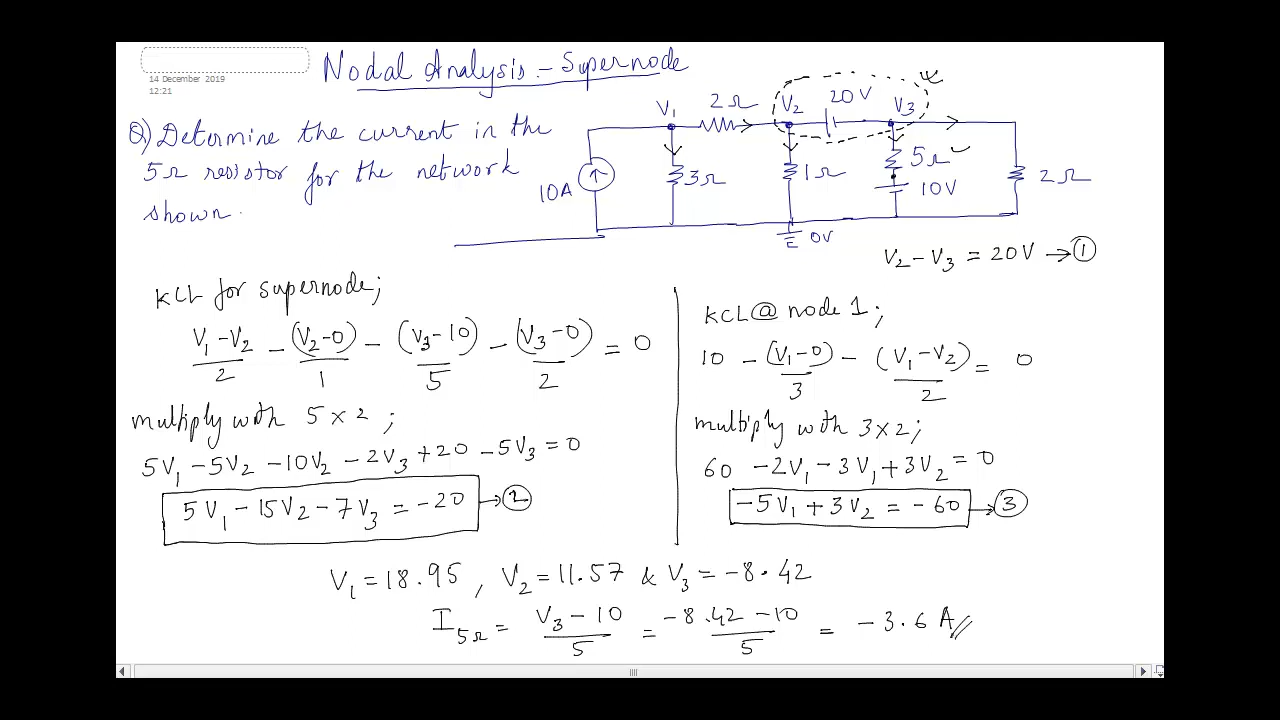 Nodal Analysis - Supernode
14 December 2019
12:21
Q) Determine the current in the
5Ω resistor for the network
shown.
V₁ 2Ω V₂ 20V V₃
10A 3Ω 1Ω 5Ω 10V 2Ω
0V
V₂ - V₃ = 20V → ①
KCL for supernode;
(V₁ - V₂)/2 - (V₂ - 0)/1 - (V₃ - 10)/5 - (V₃ - 0)/2 = 0
multiply with 5 × 2 ;
5V₁ - 5V₂ - 10V₂ - 2V₃ + 20 - 5V₃ = 0
5V₁ - 15V₂ - 7V₃ = -20 → ②
KCL @ node 1 ;
10 - (V₁ - 0)/3 - (V₁ - V₂)/2 = 0
multiply with 3 × 2;
60 - 2V₁ - 3V₁ + 3V₂ = 0
-5V₁ + 3V₂ = -60 → ③
V₁ = 18.95 , V₂ = 11.57 & V₃ = -8.42
I₅Ω = (V₃ - 10)/5 = (-8.42 - 10)/5 = -3.6 A//